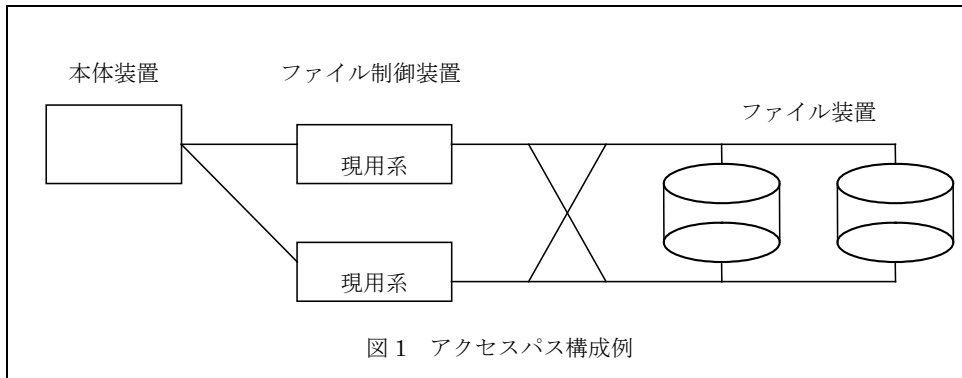 本体装置
ファイル制御装置
ファイル装置
現用系
現用系
図1 アクセスパス構成例